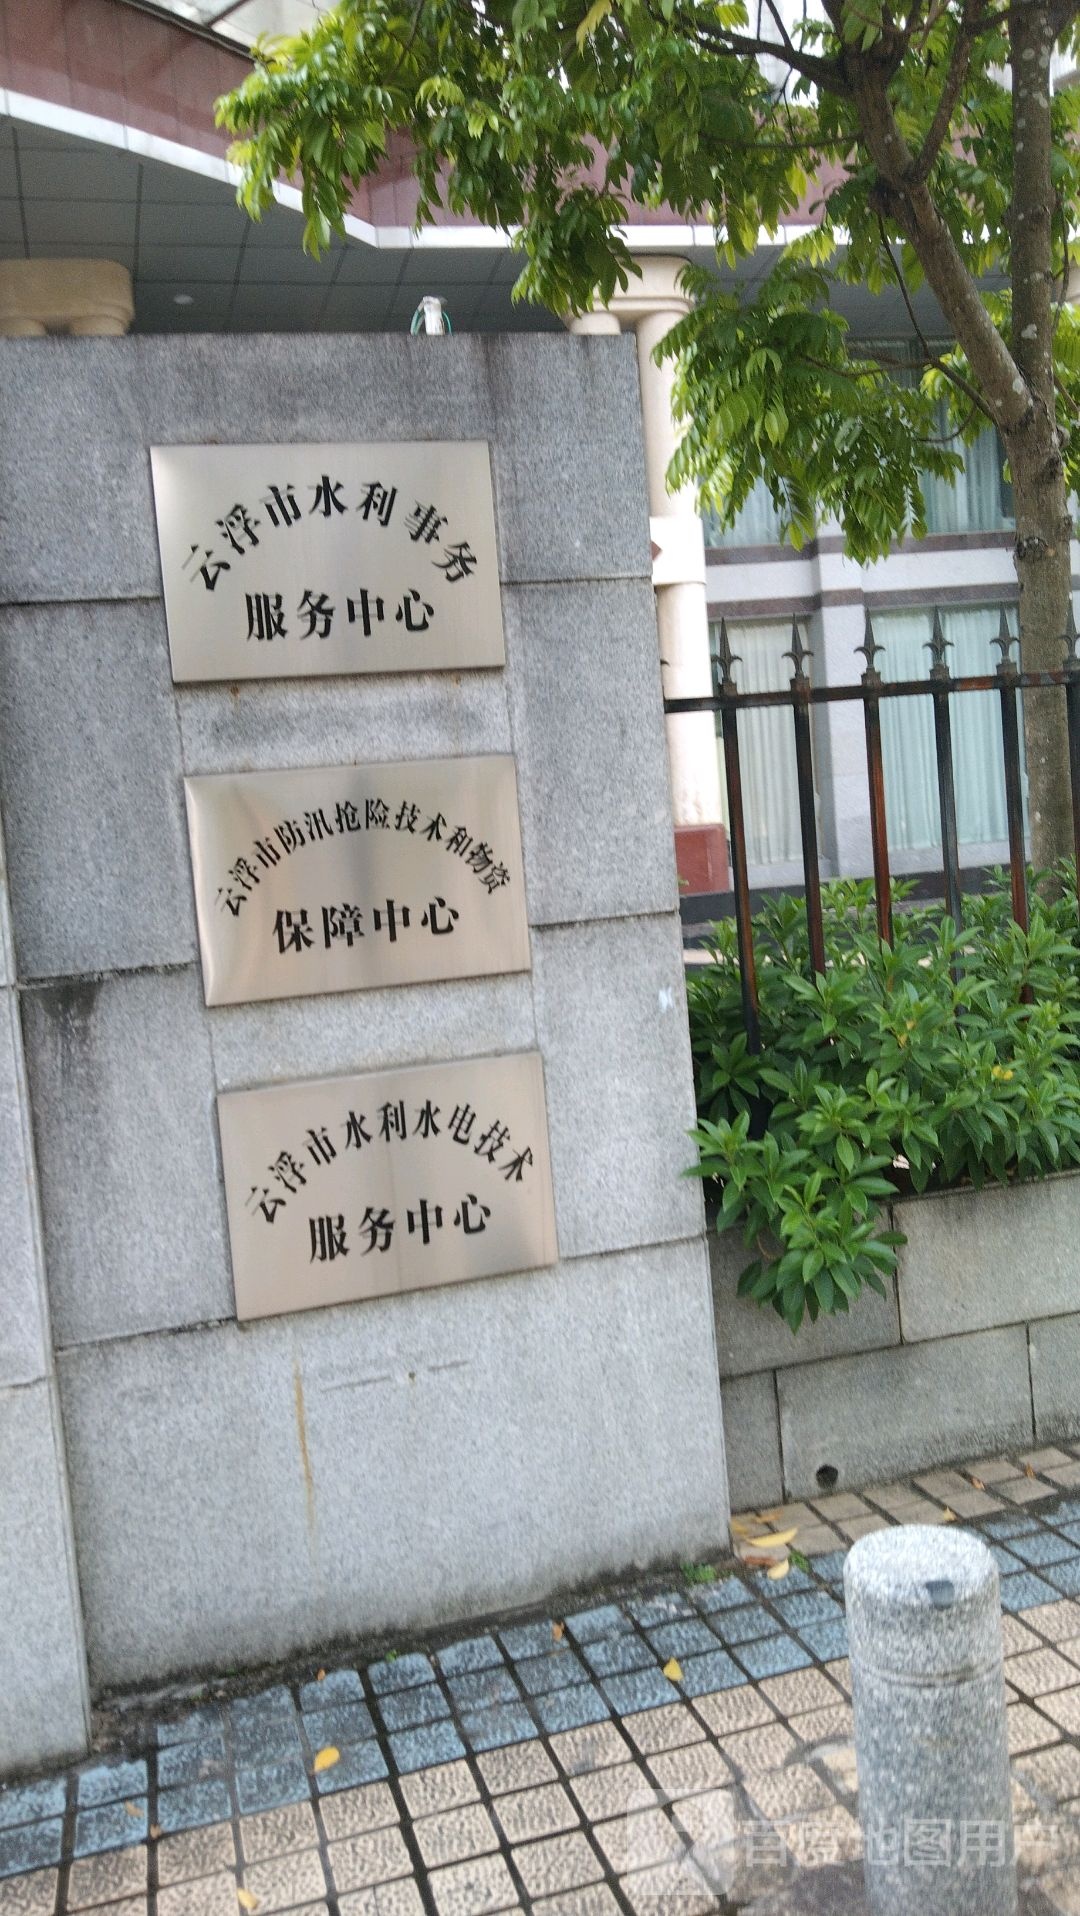 云浮市水利事务
服务中心
云浮市防汛抢险技术和物资
保障中心
云浮市水利水电技术
服务中心
百度地图用户